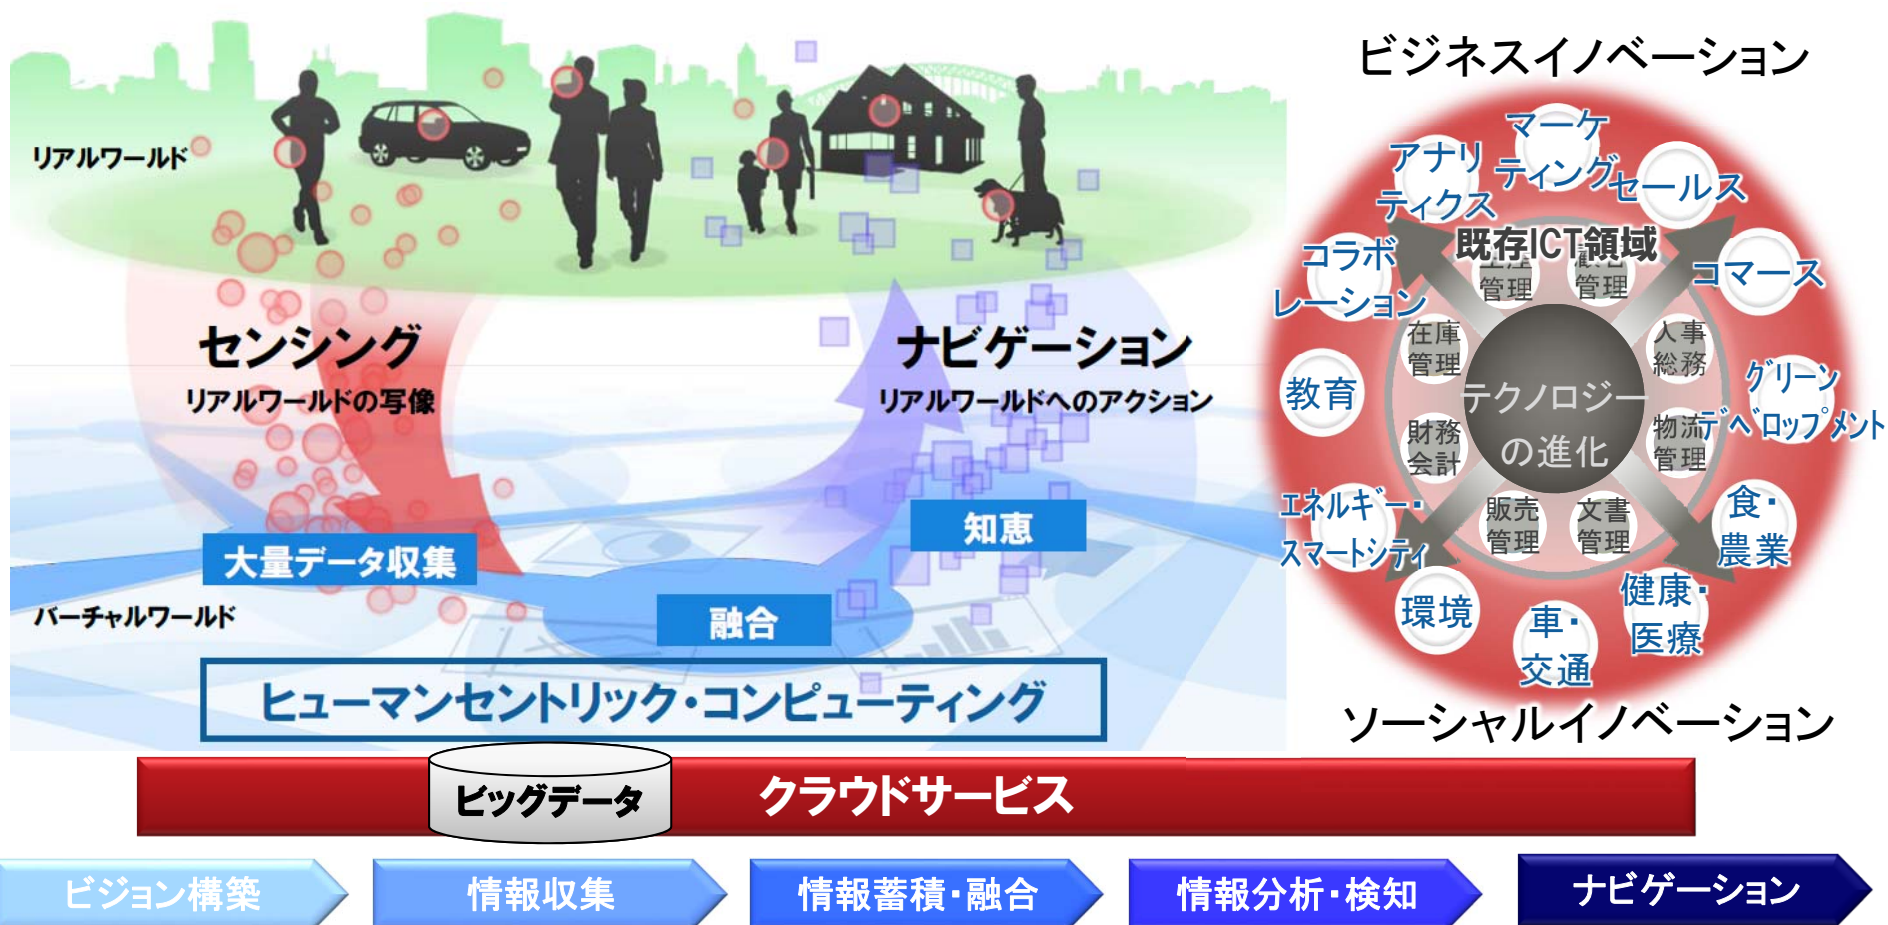 リアルワールド
センシング
リアルワールドの写像
ナビゲーション
リアルワールドへのアクション
大量データ収集
知恵
融合
バーチャルワールド
ヒューマンセントリック・コンピューティング
ビジネスイノベーション
マーケ
ティング
アナリ
ティクス
セールス
コラボ
レーション
コマース
教育
グリーン
デベロップメント
エネルギー・
スマートシティ
食・
農業
環境
車・
交通
健康・
医療
既存ICT領域
管理
管理
在庫
管理
人事
総務
財務
会計
物流
管理
販売
管理
文書
管理
テクノロジー
の進化
ソーシャルイノベーション
ビッグデータ
クラウドサービス
ビジョン構築
情報収集
情報蓄積・融合
情報分析・検知
ナビゲーション